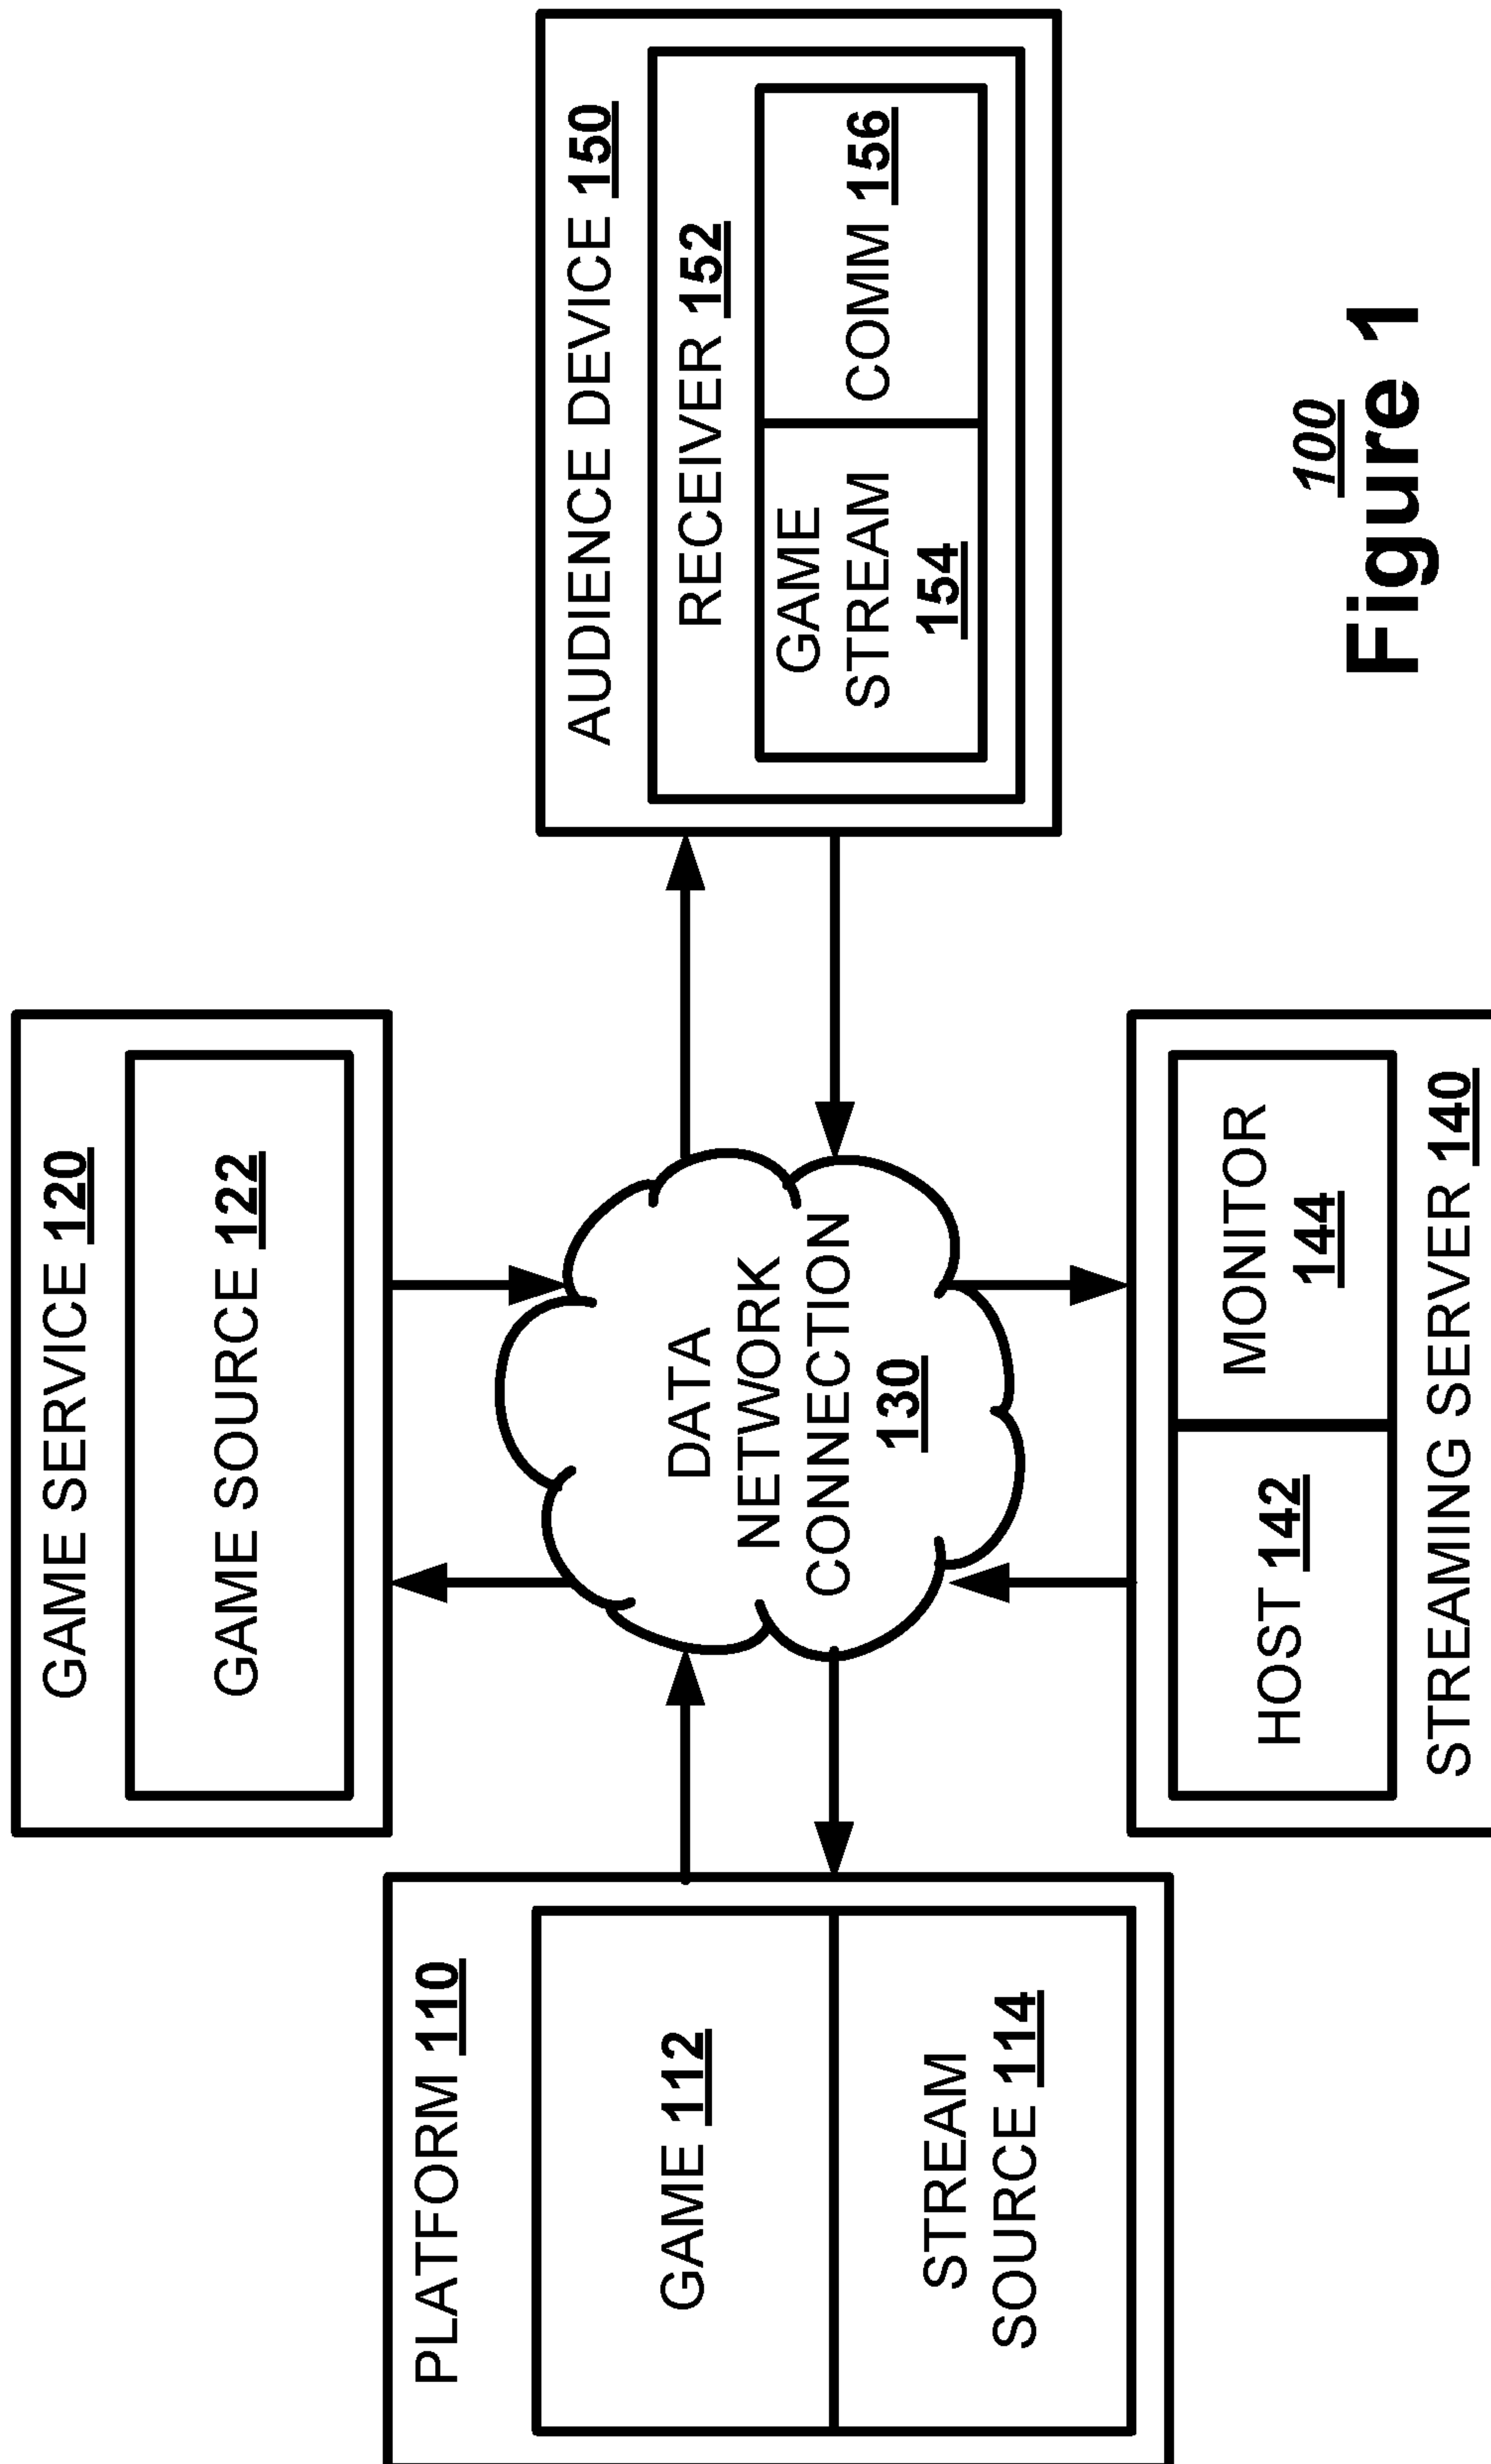 GAME SERVICE 120
GAME SOURCE 122
PLATFORM 110
GAME 112
STREAM
SOURCE 114
DATA
NETWORK
CONNECTION
130
AUDIENCE DEVICE 150
RECEIVER 152
GAME
STREAM
154
COMM 156
HOST 142
MONITOR
144
STREAMING SERVER 140
100
Figure 1